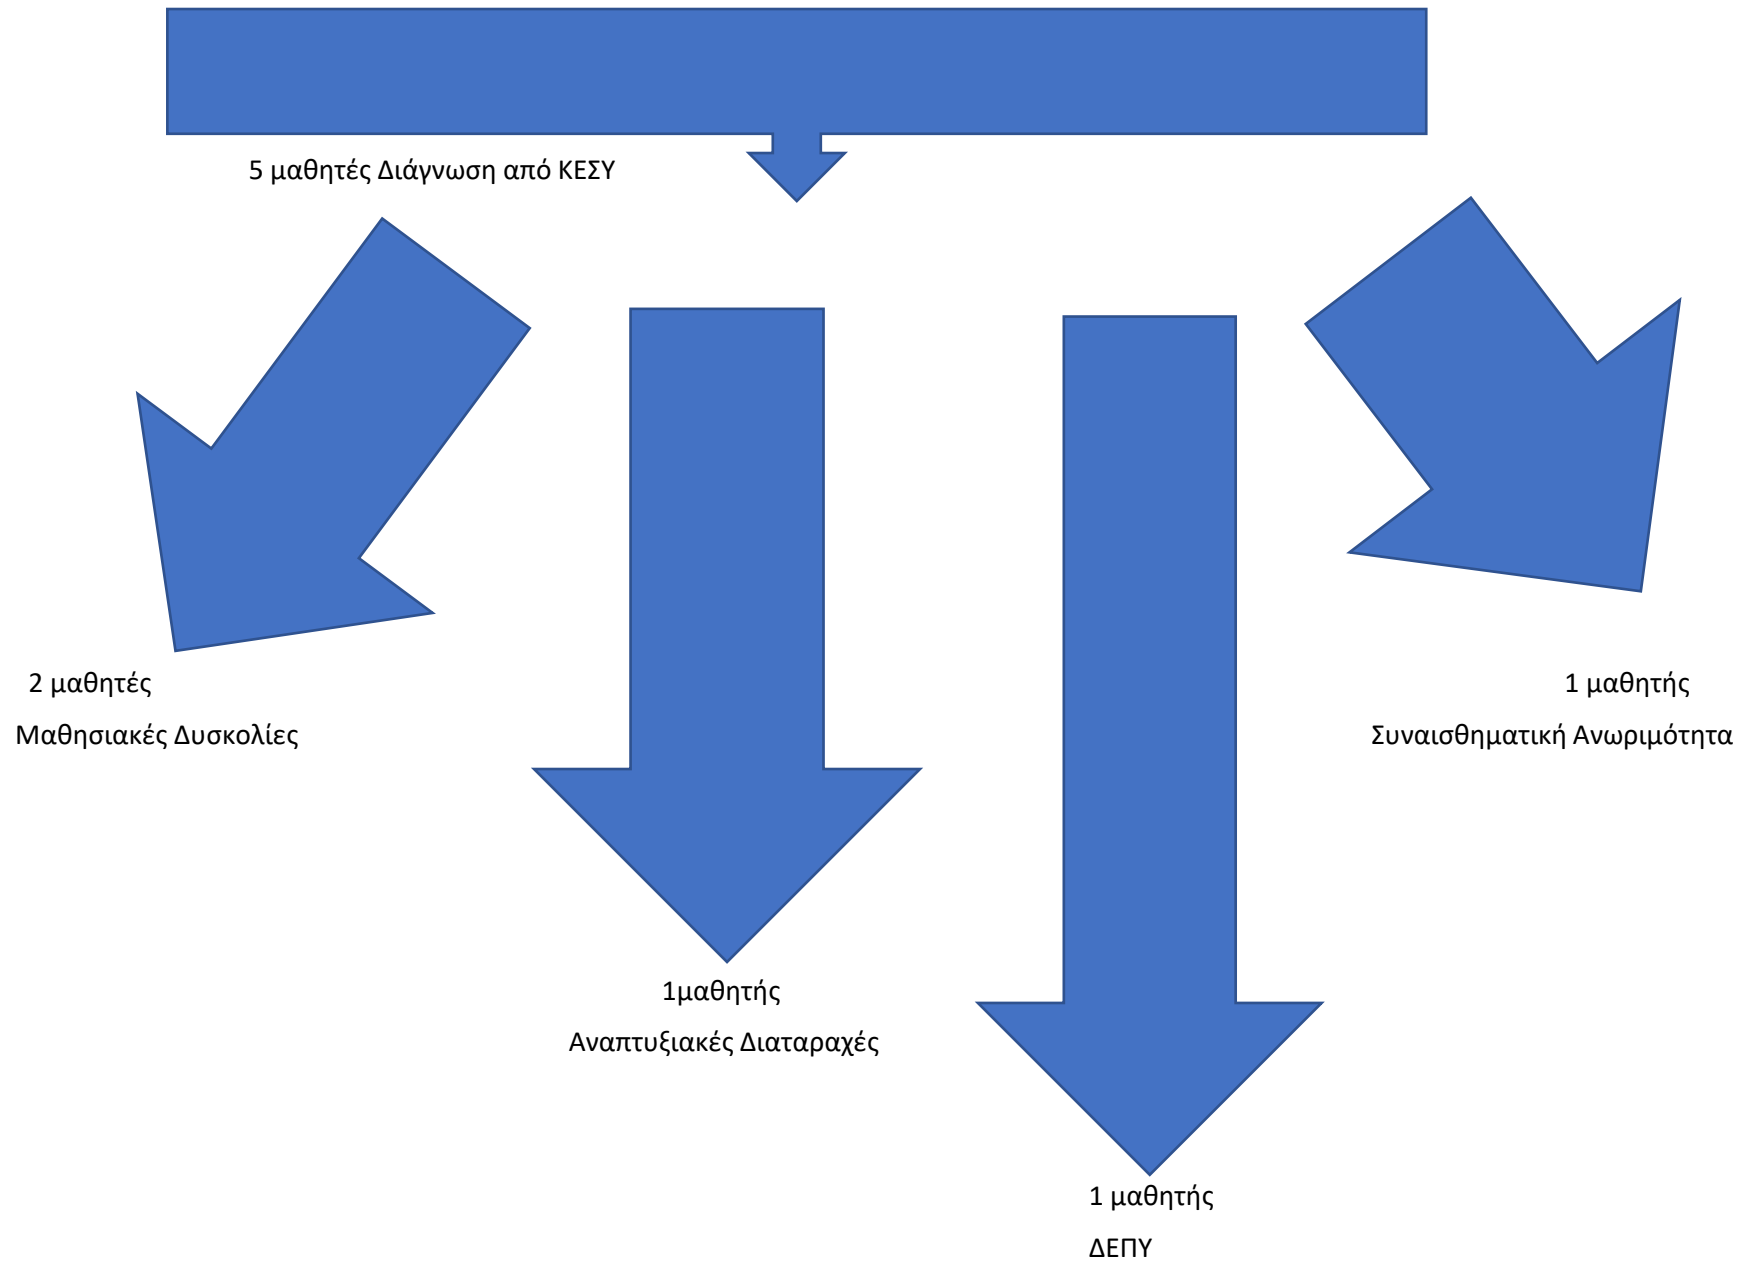 5 μαθητές Διάγνωση από ΚΕΣΥ
2 μαθητές
Μαθησιακές Δυσκολίες
1 μαθητής
Συναισθηματική Ανωριμότητα
1μαθητής
Αναπτυξιακές Διαταραχές
1 μαθητής
ΔΕΠΥ